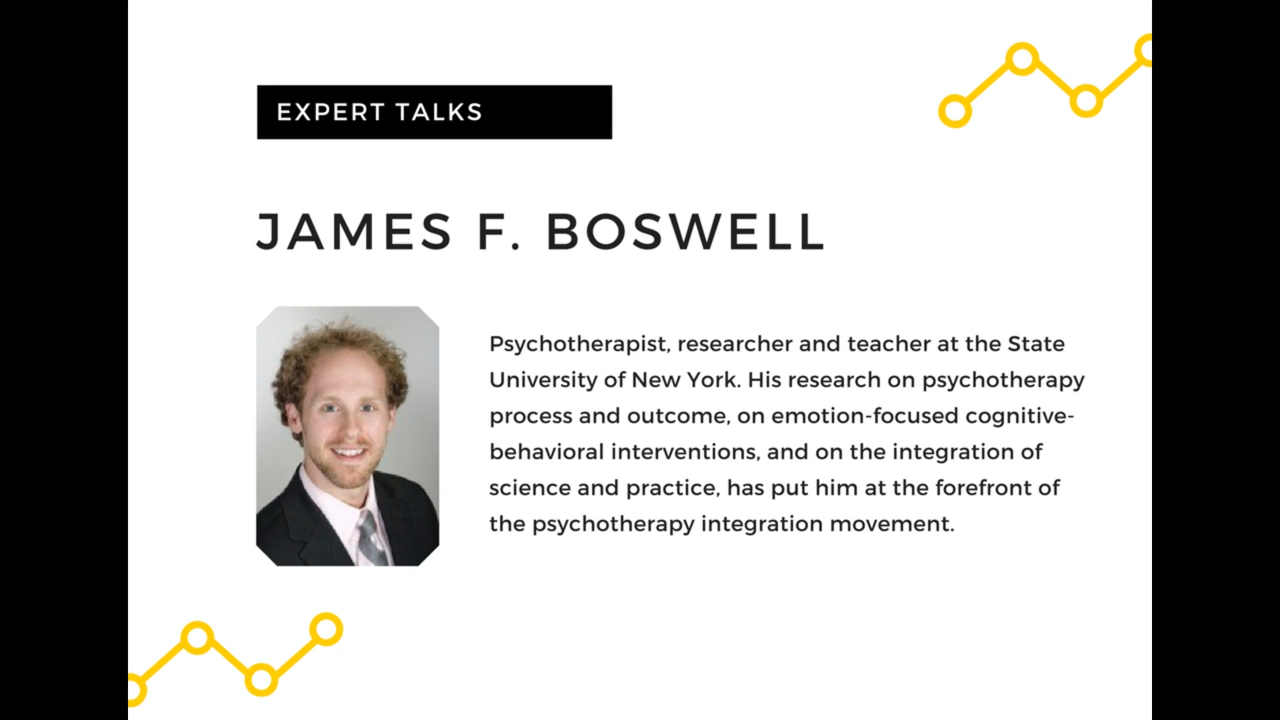 EXPERT TALKS
JAMES F. BOSWELL
Psychotherapist, researcher and teacher at the State
University of New York. His research on psychotherapy
process and outcome, on emotion-focused cognitive-
behavioral interventions, and on the integration of
science and practice, has put him at the forefront of
the psychotherapy integration movement.